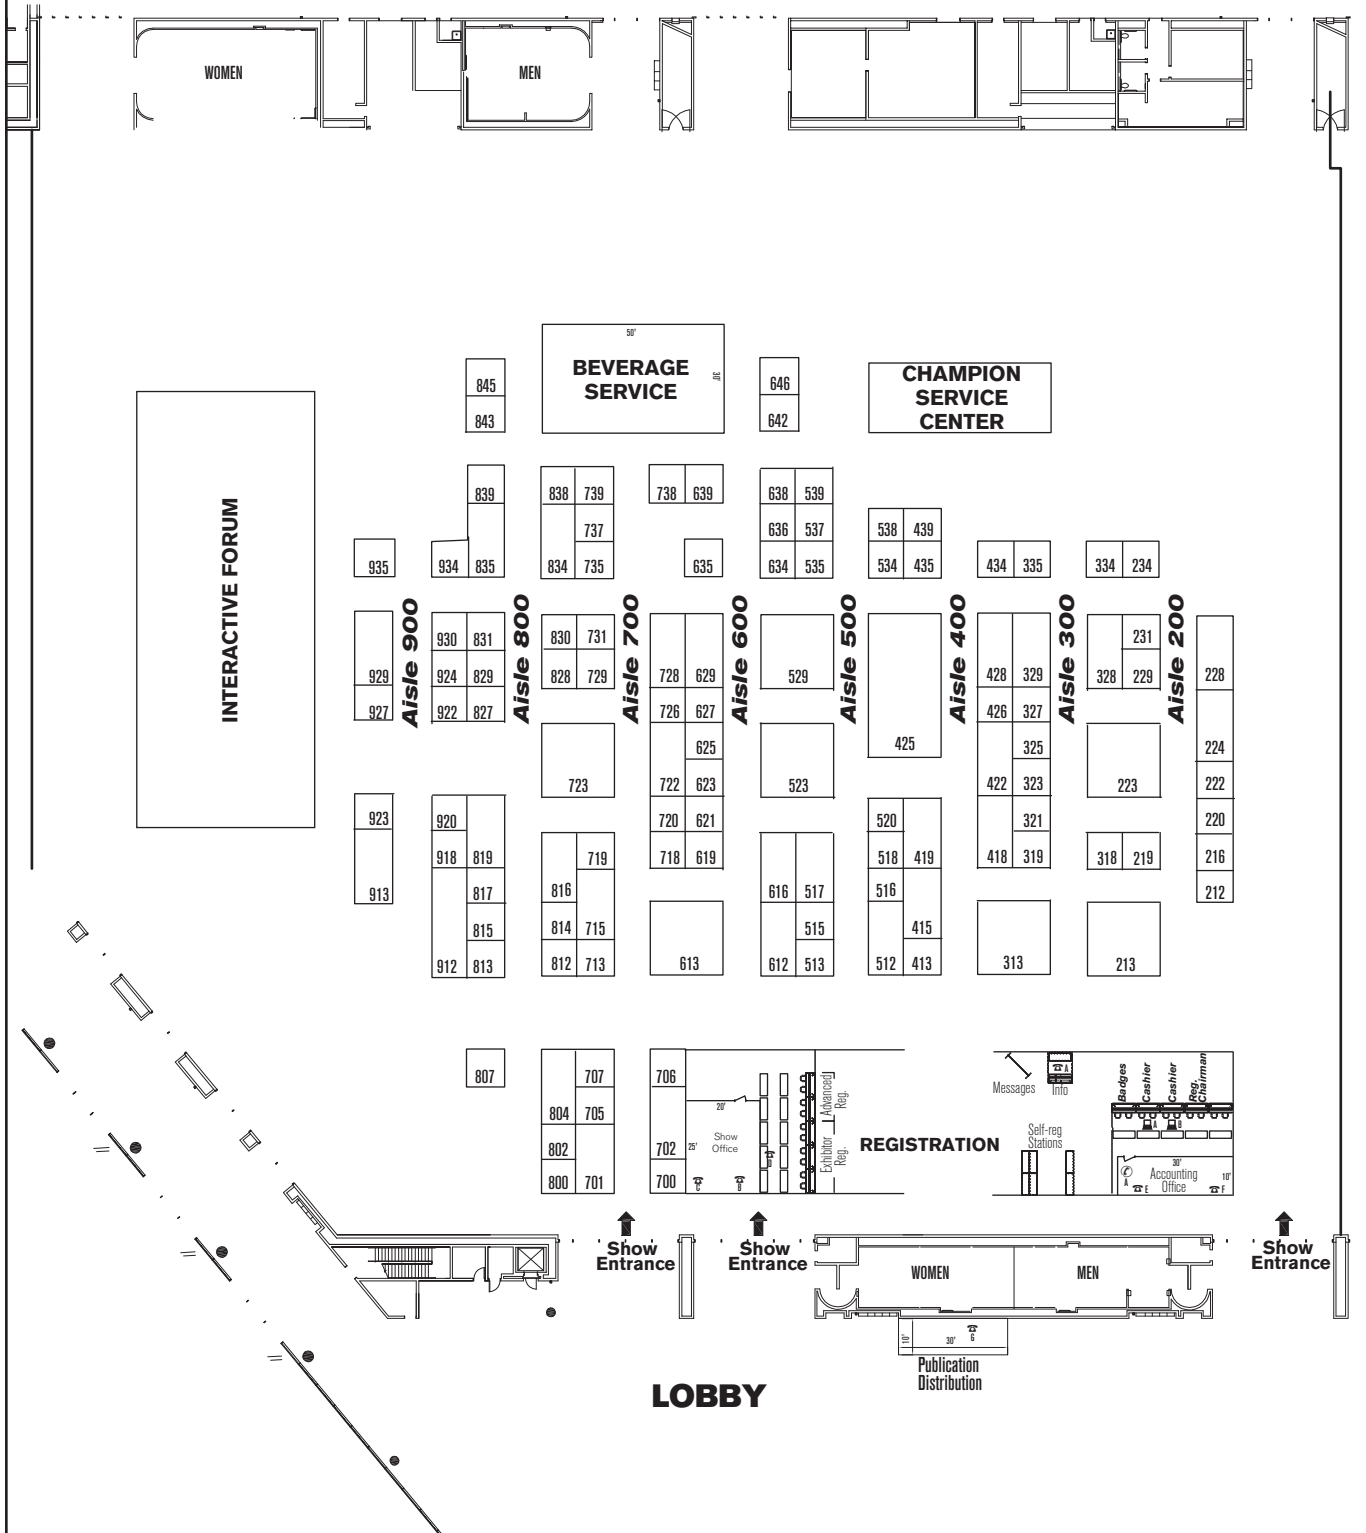 WOMEN
MEN
50'
BEVERAGE
SERVICE
30'
845
843
646
642
CHAMPION
SERVICE
CENTER
INTERACTIVE FORUM
839
838 739
738 639
638 539
737
636 537
538 439
935
934 835
834 735
635
634 535
534 435
434 335
334 234
Aisle 900
Aisle 800
Aisle 700
Aisle 600
Aisle 500
Aisle 400
Aisle 300
Aisle 200
930 831
830 731
231
929
924 829
828 729
728 629
529
428 329
328 229
228
927
922 827
726 627
426 327
625
425
325
224
723
722 623
523
422 323
223
222
923
920
720 621
520
321
220
918 819
719
718 619
518 419
418 319
318 219
216
913
817
816
616 517
516
212
815
814 715
515
415
912 813
812 713
613
612 513
512 413
313
213
807
707
706
804 705
802
702
800 701
700
20'
25'
Show
Office
C
B
D
Exhibitor
Reg.
Advanced
Reg.
REGISTRATION
Messages
A
Info
Self-reg
Stations
Badges
Cashier
Cashier
Reg.
Chairman
A
B
30'
Accounting
Office
10'
A
E
F
Show
Entrance
Show
Entrance
Show
Entrance
WOMEN
MEN
10'
30'
G
Publication
Distribution
LOBBY